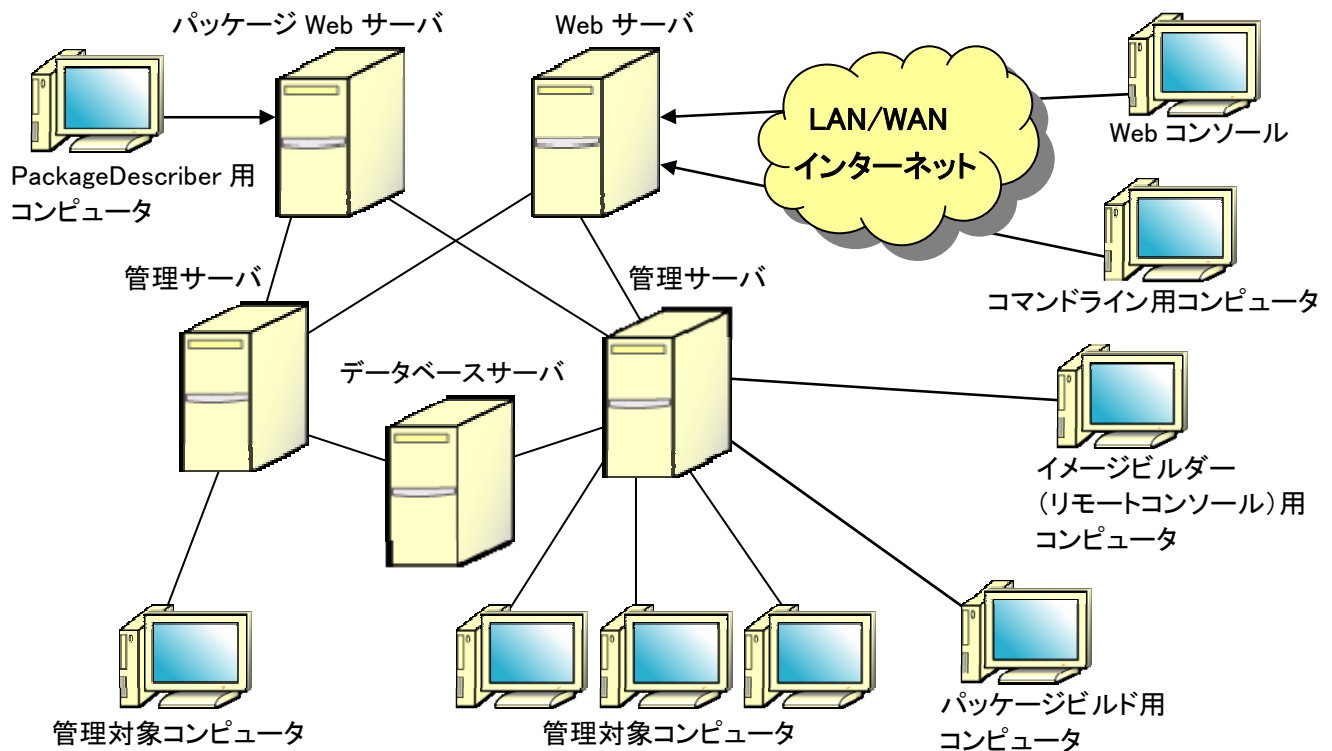 パッケージ Web サーバ
Web サーバ
LAN/WAN
インターネット
Web コンソール
PackageDescriber 用
コンピュータ
管理サーバ
管理サーバ
コマンドライン用コンピュータ
データベースサーバ
イメージビルダー
(リモートコンソール)用
コンピュータ
管理対象コンピュータ
管理対象コンピュータ
パッケージビルド用
コンピュータ